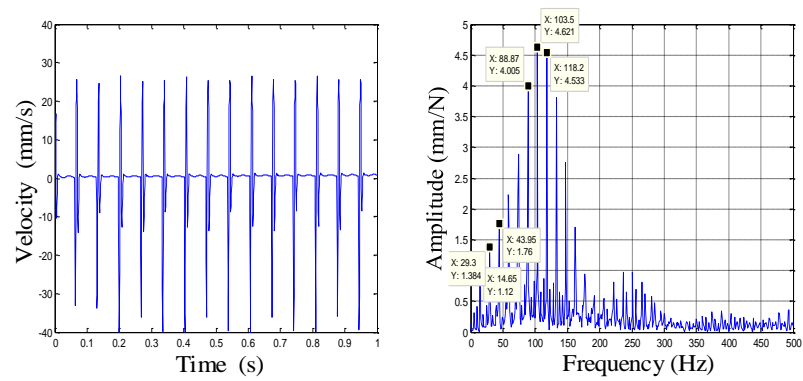 40
30
20
10
0
-10
-20
-30
-40
Velocity (mm/s)
0 0.1 0.2 0.3 0.4 0.5 0.6 0.7 0.8 0.9 1
Time (s)
5
4.5
4
3.5
3
2.5
2
1.5
1
0.5
0
Amplitude (mm/N)
X: 103.5
Y: 4.621
X: 88.87
Y: 4.005
X: 118.2
Y: 4.533
X: 43.95
Y: 1.76
X: 29.3
Y: 1.384
X: 14.65
Y: 1.12
0 50 100 150 200 250 300 350 400 450 500
Frequency (Hz)